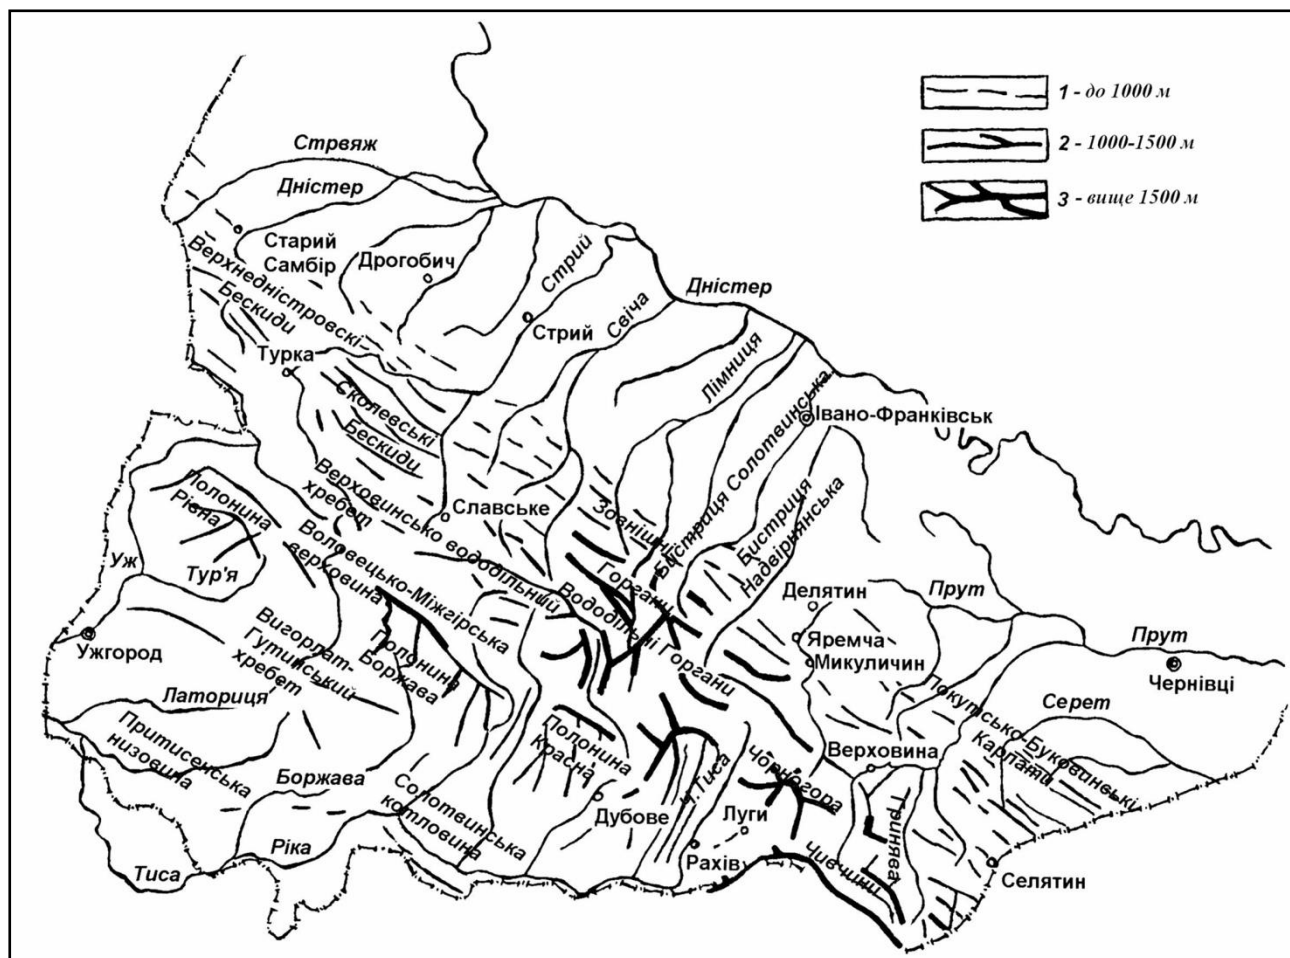 1 - до 1000 м
2 - 1000-1500 м
3 - вище 1500 м
Стрвяж
Дністер
Старий
Самбір
Дрогобич
Верхнедністровскі
Бескиди
Стрий
Стрий
Свіча
Дністер
Турка
Лімниця
Сколевські
Бескиди
Быстриця Солотвинська
Івано-Франківськ
Верховинсько вододільний
хребет
Славське
Зовнішні
Горгани
Бистриця
Надвірнянська
Полонина
Рівна
Воловецько-Міжгірська
верховина
Вододільні Горгани
Уж
Тур'я
Делятин
Прут
Яремча
Микуличин
Прут
Чернівці
Ужгород
Вигорлат-
Гутинський
хребет
Полонина
Боржава
Латориця
Покутсько-Буковинські
Карпати
Серет
Притисенська
низовина
Полонина
Красна
Верховина
Чорногора
Боржава
Солотвинська
котловина
Ч.Тиса
Дубове
Луги
Гринява
Ріка
Тиса
Рахів
Чивчини
Селятин